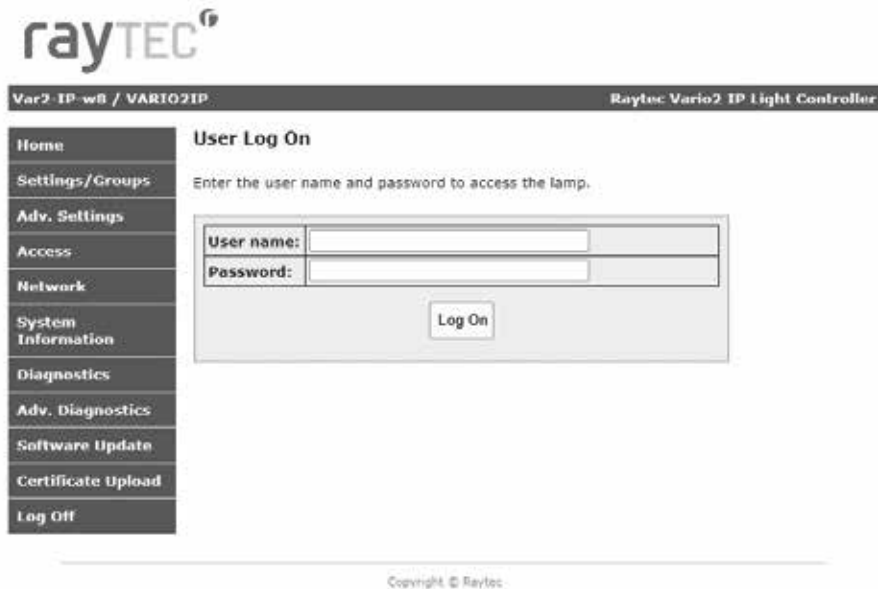 rayTEC
Var2-IP-w8 / VARIO2IP
Raytec Vario2 IP Light Controller
Home
Settings/Groups
Adv. Settings
Access
Network
System
Information
Diagnostics
Adv. Diagnostics
Software Update
Certificate Upload
Log Off
User Log On
Enter the user name and password to access the lamp.
User name:
Password:
Log On
Copyright © Raytec